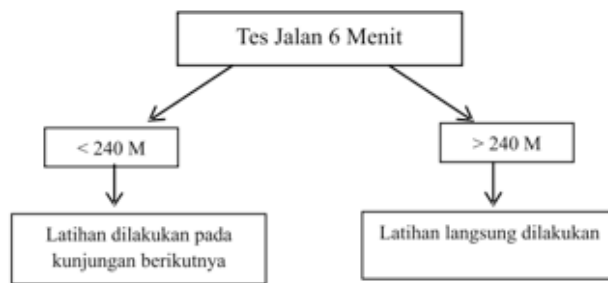 Tes Jalan 6 Menit
< 240 M
> 240 M
Latihan dilakukan pada
kunjungan berikutnya
Latihan langsung dilakukan